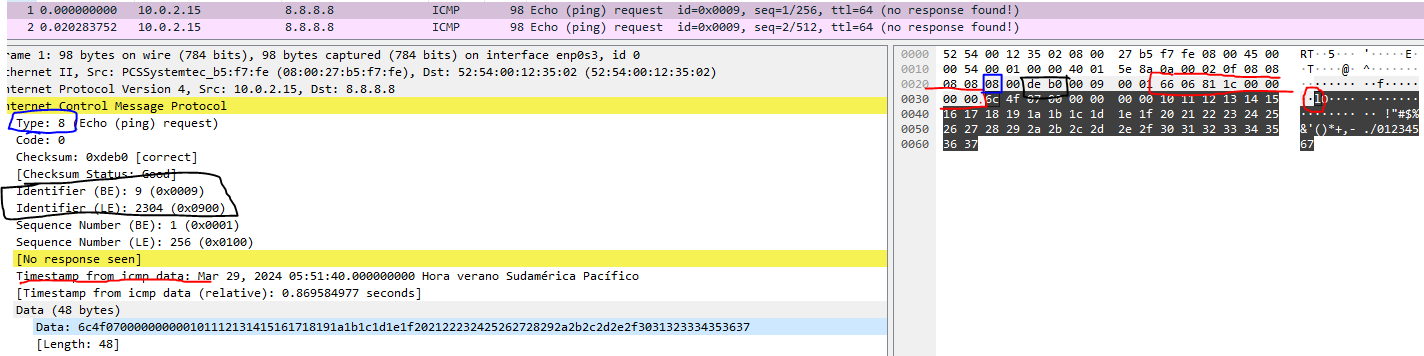 1 0.000000000 10.0.2.15 8.8.8.8 ICMP 98 Echo (ping) request id=0x0009, seq=1/256, ttl=64 (no response found!)
2 0.020283752 10.0.2.15 8.8.8.8 ICMP 98 Echo (ping) request id=0x0009, seq=2/512, ttl=64 (no response found!)
rame 1: 98 bytes on wire (784 bits), 98 bytes captured (784 bits) on interface enp0s3, id 0
thernet II, Src: PCSSystemtec_b5:f7:fe (08:00:27:b5:f7:fe), Dst: 52:54:00:12:35:02 (52:54:00:12:35:02)
nternet Protocol Version 4, Src: 10.0.2.15, Dst: 8.8.8.8
nternet Control Message Protocol
Type: 8 (Echo (ping) request)
Code: 0
Checksum: 0xdeb0 [correct]
[Checksum Status: Good]
Identifier (BE): 9 (0x0009)
Identifier (LE): 2304 (0x0900)
Sequence Number (BE): 1 (0x0001)
Sequence Number (LE): 256 (0x0100)
[No response seen]
Timestamp from icmp data: Mar 29, 2024 05:51:40.000000000 Hora verano Sudamérica Pacífico
[Timestamp from icmp data (relative): 0.869584977 seconds]
Data (48 bytes)
Data: 6c4f070000000000101112131415161718191a1b1c1d1e1f202122232425262728292a2b2c2d2e2f3031323334353637
[Length: 48]
0000 52 54 00 12 35 02 08 00 27 b5 f7 fe 08 00 45 00 RT··5··· '·····E·
0010 00 54 00 01 00 00 40 01 5e 8a 0a 00 02 0f 08 08 ·T····@· ^·······
0020 08 08 08 00 de b0 00 09 00 01 66 06 81 1c 00 00 ········ ··f·····
0030 00 00 6c 4f 07 00 00 00 00 00 10 11 12 13 14 15 ··lO···· ········
0040 16 17 18 19 1a 1b 1c 1d 1e 1f 20 21 22 23 24 25 ········ ·· !"#$%
0050 26 27 28 29 2a 2b 2c 2d 2e 2f 30 31 32 33 34 35 &'()*+,- ./012345
0060 36 37 67